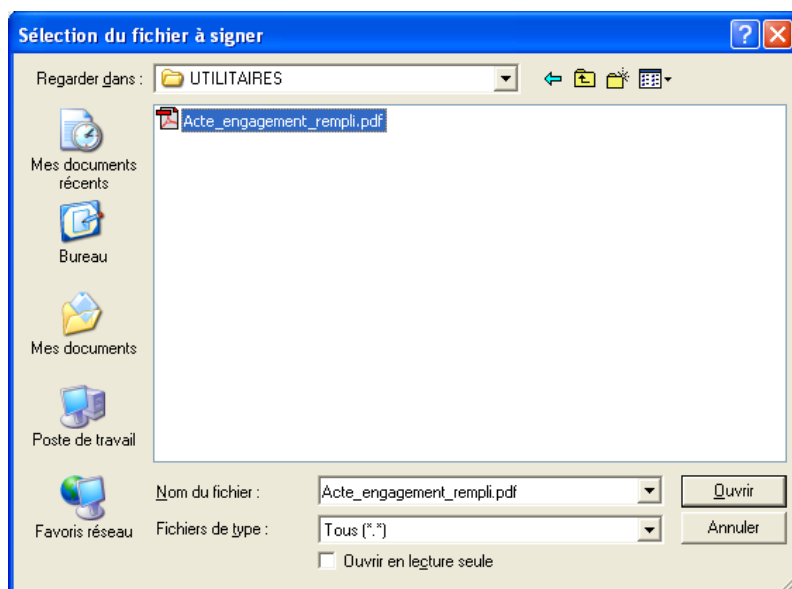 Sélection du fichier à signer
Regarder dans :
UTILITAIRES
Acte_engagement_rempli.pdf
Mes documents
récents
Bureau
Mes documents
Poste de travail
Favoris réseau
Nom du fichier :
Acte_engagement_rempli.pdf
Ouvrir
Fichiers de type :
Tous (*.*)
Annuler
Ouvrir en lecture seule